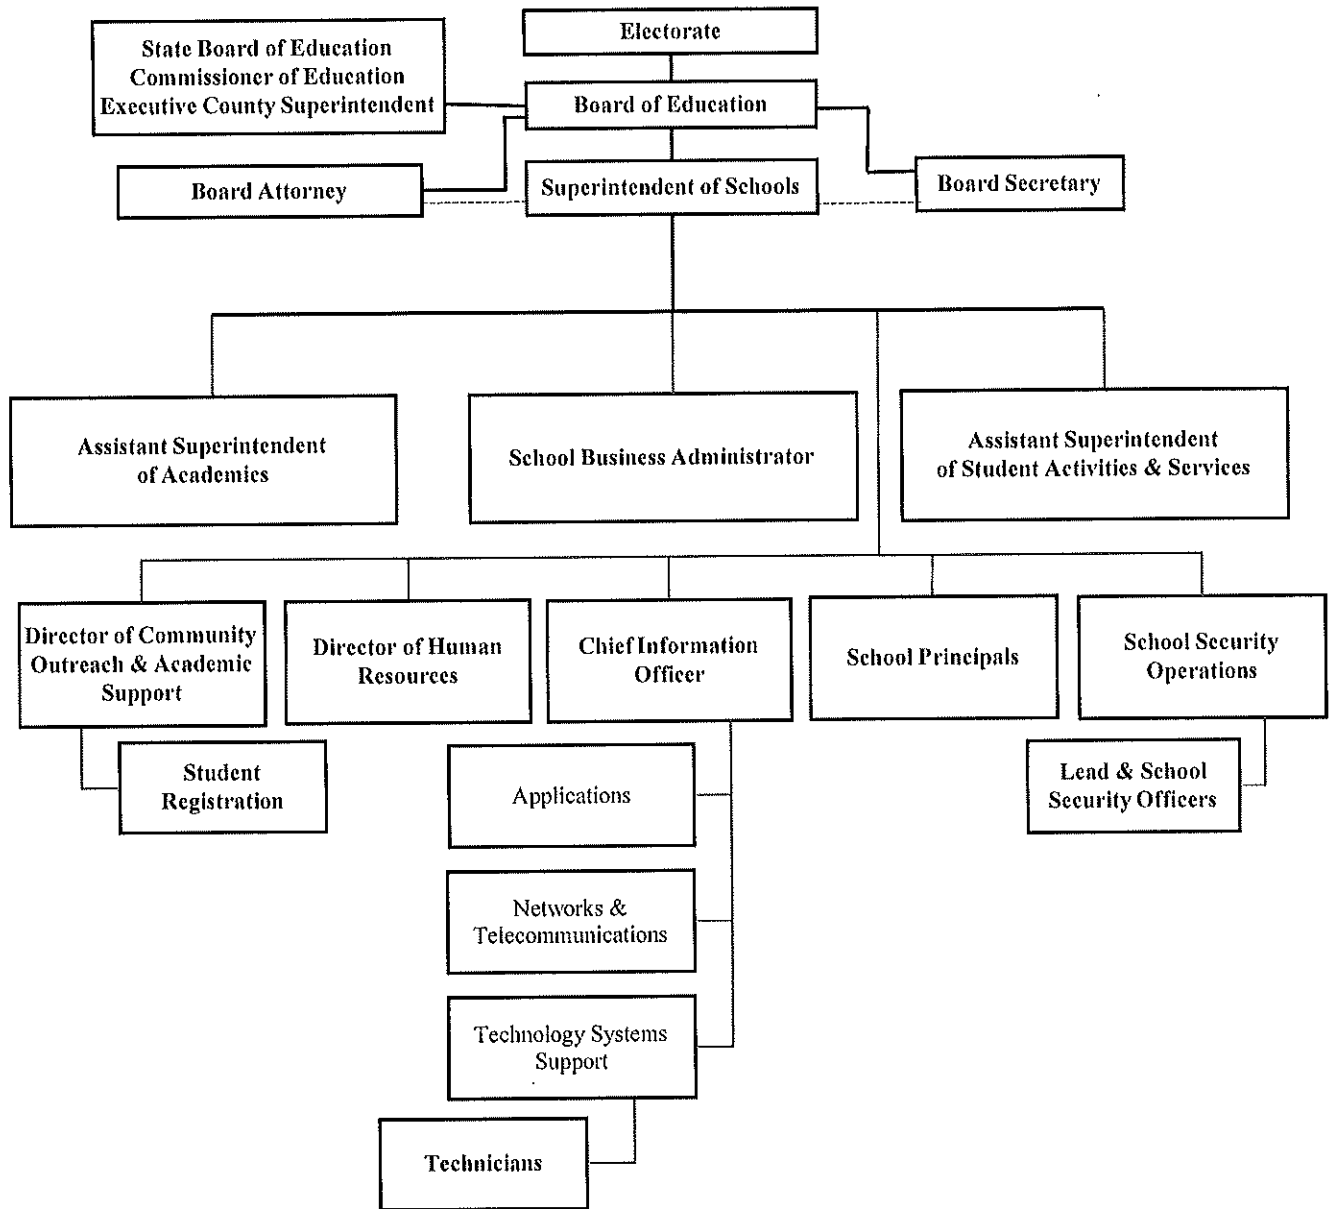 Electorate
State Board of Education
Commissioner of Education
Executive County Superintendent
Board of Education
Board Attorney
Superintendent of Schools
Board Secretary
Assistant Superintendent
of Academics
School Business Administrator
Assistant Superintendent
of Student Activities & Services
Director of Community
Outreach & Academic
Support
Director of Human
Resources
Chief Information
Officer
School Principals
School Security
Operations
Student
Registration
Applications
Lead & School
Security Officers
Networks &
Telecommunications
Technology Systems
Support
Technicians